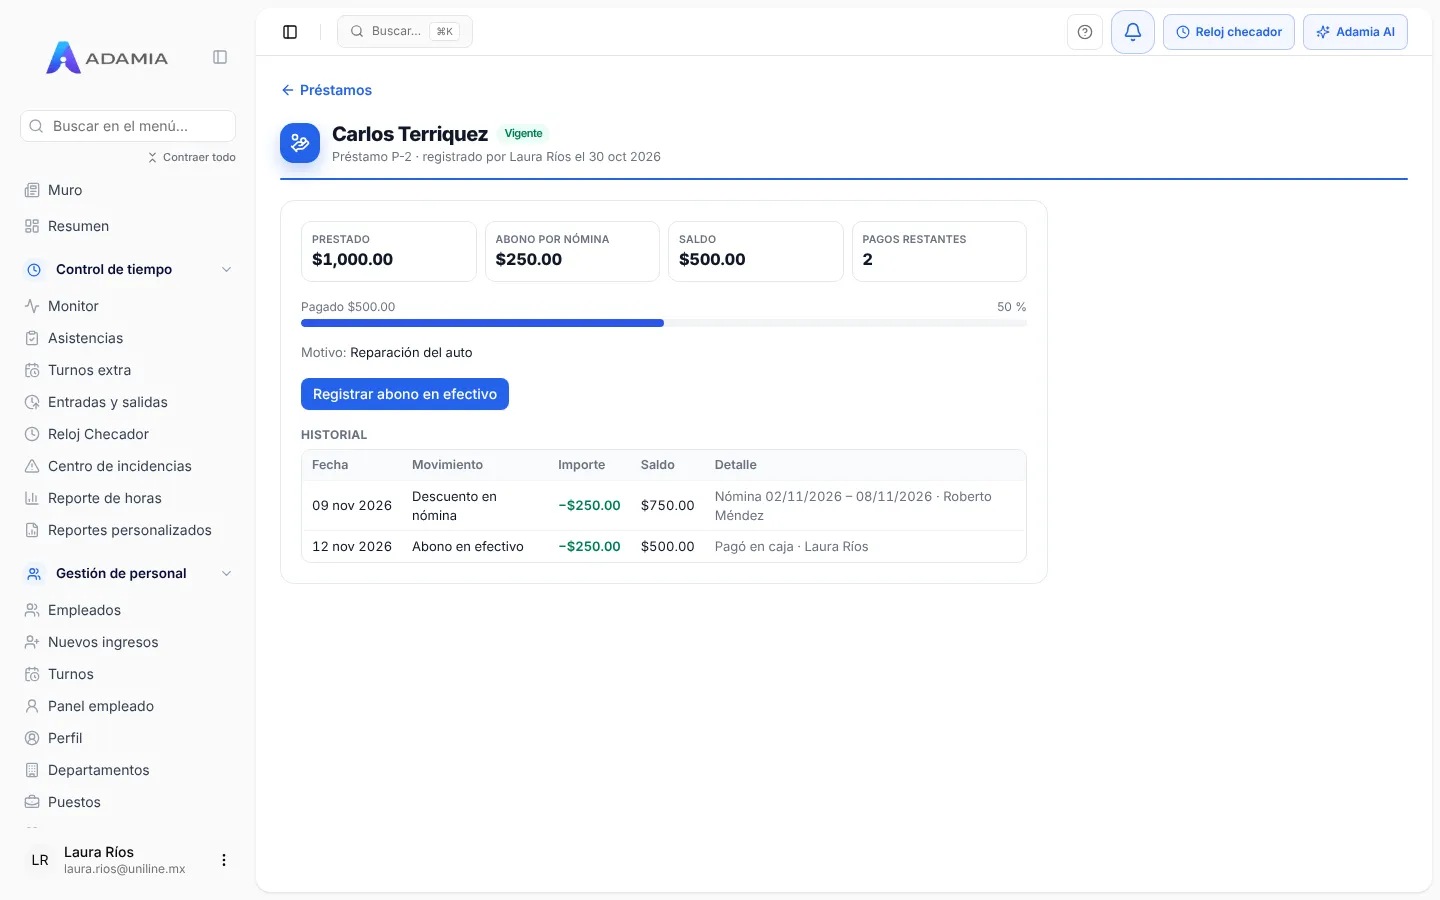 ADAMIA
Buscar en el menú...
Contraer todo
Muro
Resumen
Control de tiempo
Monitor
Asistencias
Turnos extra
Entradas y salidas
Reloj Checador
Centro de incidencias
Reporte de horas
Reportes personalizados
Gestión de personal
Empleados
Nuevos ingresos
Turnos
Panel empleado
Perfil
Departamentos
Puestos
LR
Laura Ríos
laura.rios@uniline.mx
Buscar... ⌘K
Reloj checador
Adamia AI
← Préstamos
Carlos Terriquez Vigente
Préstamo P-2 · registrado por Laura Ríos el 30 oct 2026
PRESTADO
$1,000.00
ABONO POR NÓMINA
$250.00
SALDO
$500.00
PAGOS RESTANTES
2
Pagado $500.00 50 %
Motivo: Reparación del auto
Registrar abono en efectivo
HISTORIAL
Fecha Movimiento Importe Saldo Detalle
09 nov 2026 Descuento en nómina −$250.00 $750.00 Nómina 02/11/2026 – 08/11/2026 · Roberto Méndez
12 nov 2026 Abono en efectivo −$250.00 $500.00 Pagó en caja · Laura Ríos